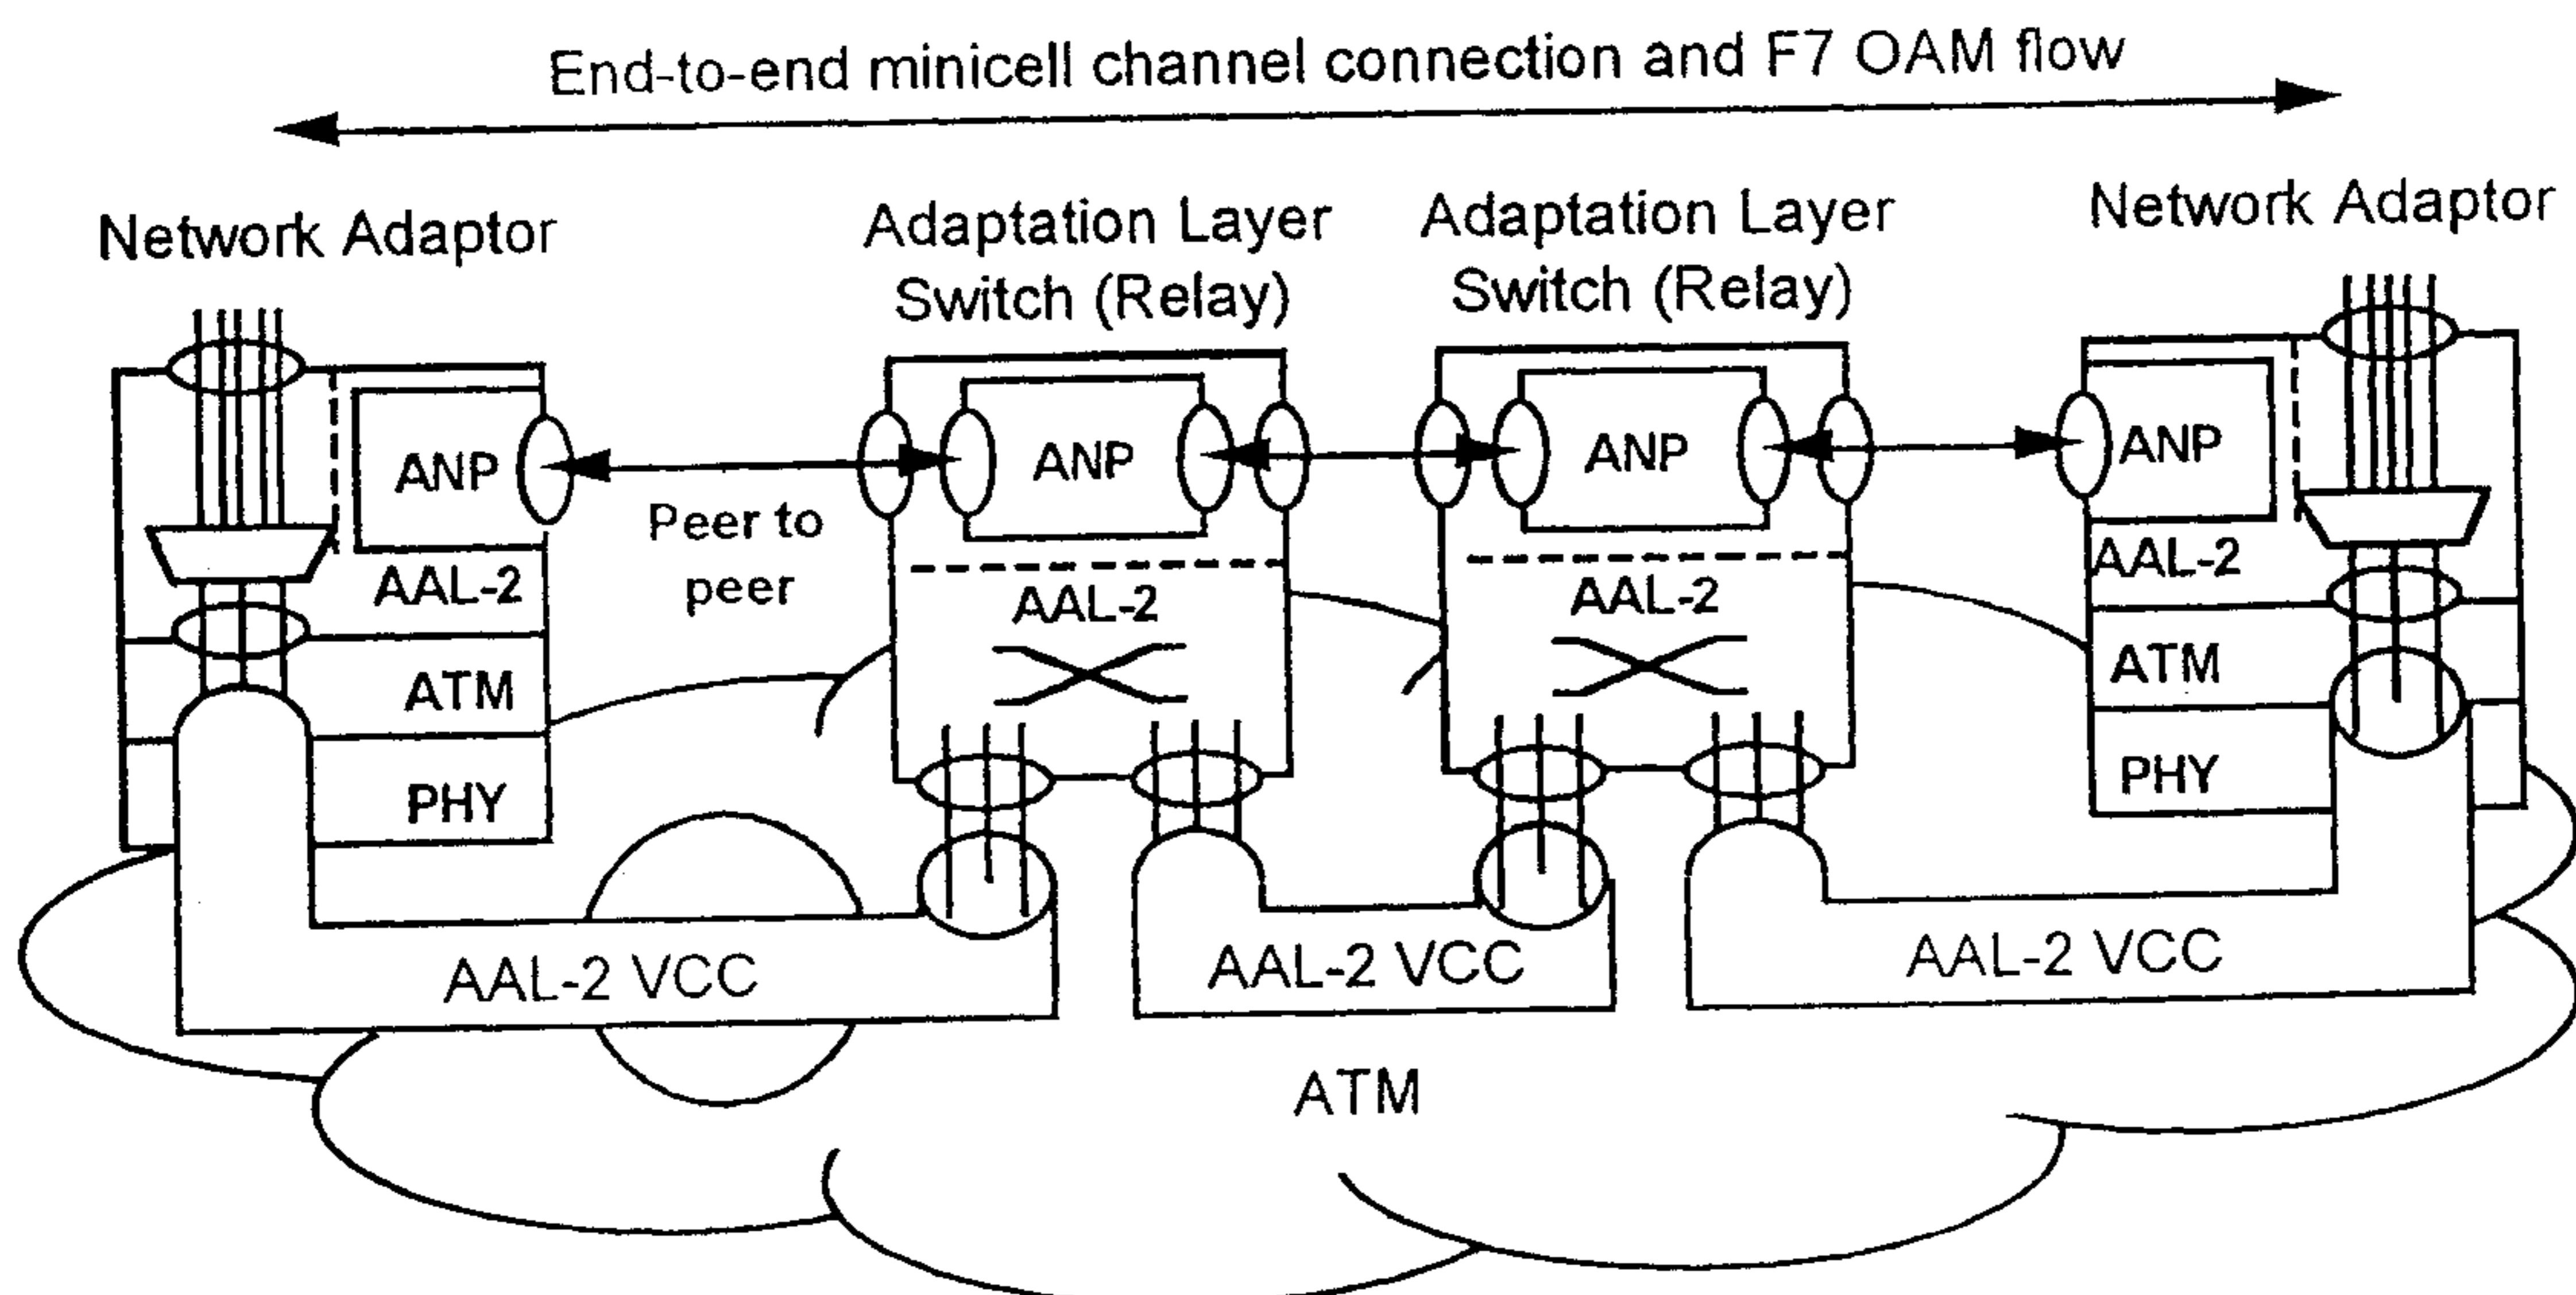 End-to-end minicell channel connection and F7 OAM flow
Network Adaptor
Adaptation Layer
Switch (Relay)
Adaptation Layer
Switch (Relay)
Network Adaptor
ANP
ANP
ANP
ANP
Peer to
peer
AAL-2
AAL-2
AAL-2
AAL-2
ATM
ATM
PHY
PHY
AAL-2 VCC
AAL-2 VCC
AAL-2 VCC
ATM